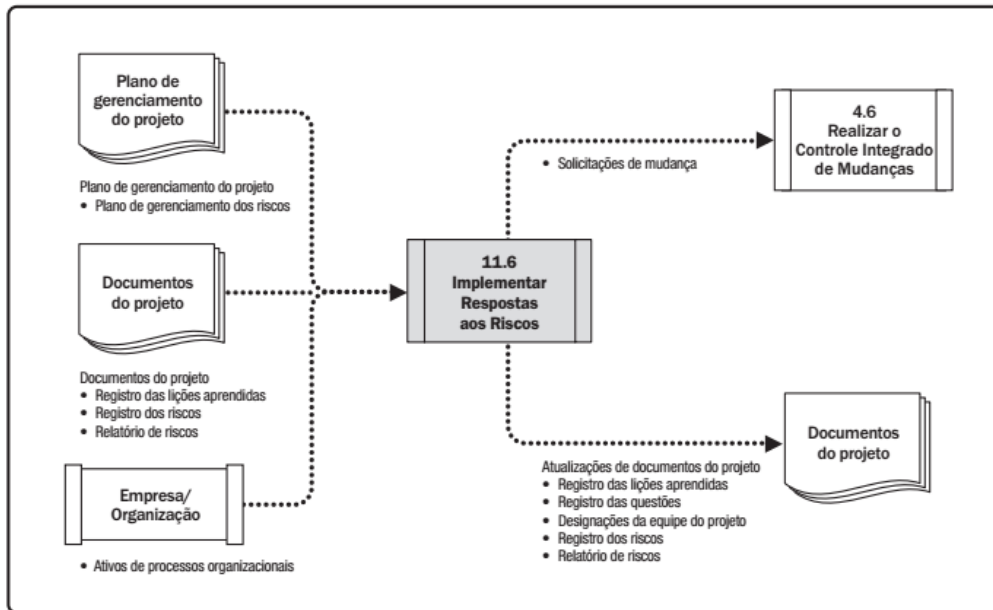 Plano de
gerenciamento
do projeto
Plano de gerenciamento do projeto
• Plano de gerenciamento dos riscos
Documentos
do projeto
Documentos do projeto
• Registro das lições aprendidas
• Registro dos riscos
• Relatório de riscos
Empresa/
Organização
• Ativos de processos organizacionais
11.6
Implementar
Respostas
aos Riscos
• Solicitações de mudança
4.6
Realizar o
Controle Integrado
de Mudanças
Atualizações de documentos do projeto
• Registro das lições aprendidas
• Registro das questões
• Designações da equipe do projeto
• Registro dos riscos
• Relatório de riscos
Documentos
do projeto